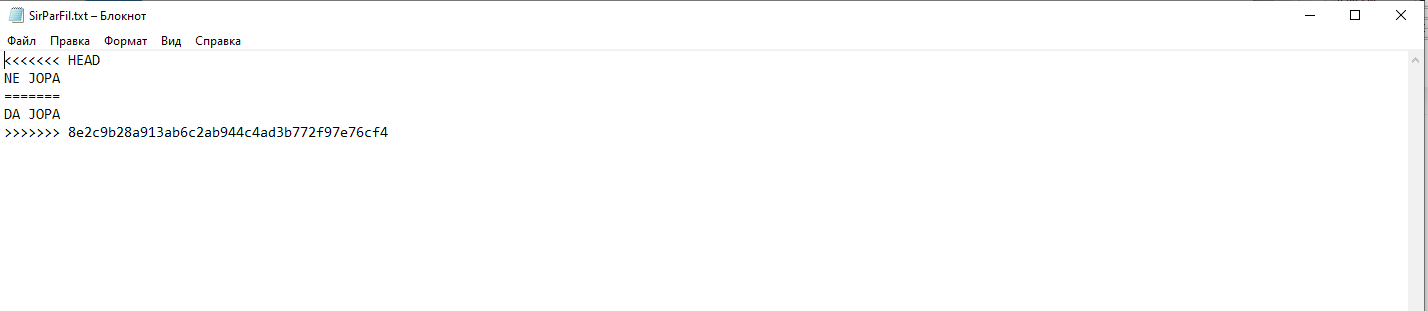 SirParFil.txt – Блокнот
Файл Правка Формат Вид Справка
<<<<<<< HEAD
NE JOPA
=======
DA JOPA
>>>>>>> 8e2c9b28a913ab6c2ab944c4ad3b772f97e76cf4